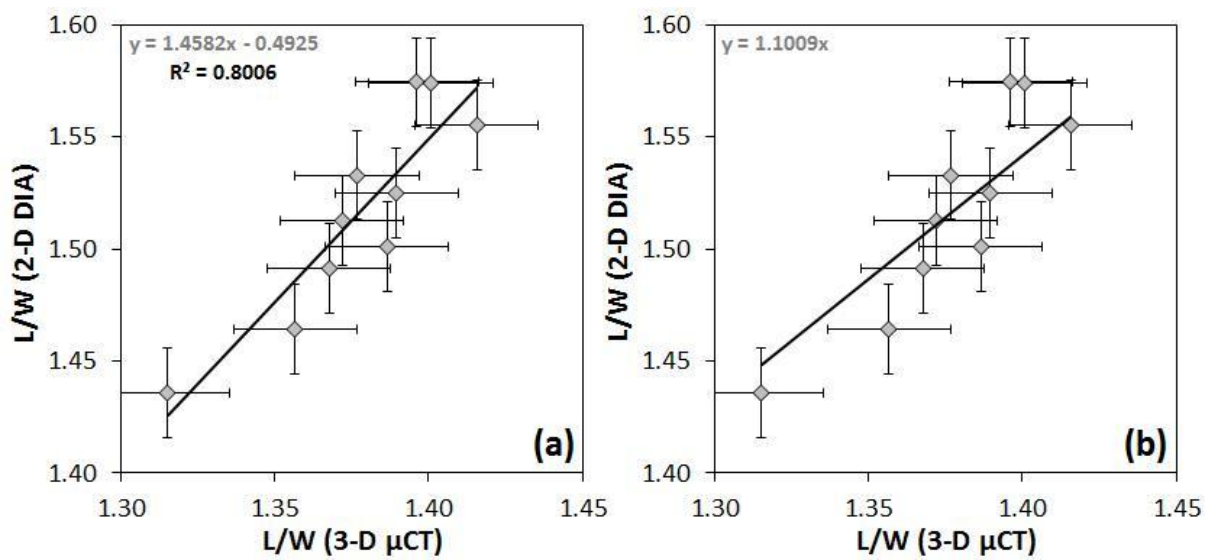 1.60
y = 1.4582x - 0.4925
R² = 0.8006
1.55
1.50
1.45
1.40
L/W (2-D DIA)
(a)
1.30 1.35 1.40 1.45
L/W (3-D µCT)
1.60
y = 1.1009x
1.55
1.50
1.45
1.40
L/W (2-D DIA)
(b)
1.30 1.35 1.40 1.45
L/W (3-D µCT)